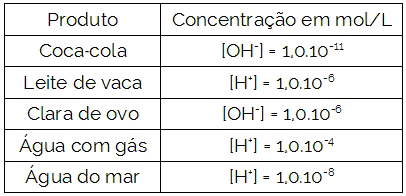 Produto Concentração em mol/L
Coca-cola [OH⁻] = 1,0.10⁻¹¹
Leite de vaca [H⁺] = 1,0.10⁻⁶
Clara de ovo [OH⁻] = 1,0.10⁻⁶
Água com gás [H⁺] = 1,0.10⁻⁴
Água do mar [H⁺] = 1,0.10⁻⁸